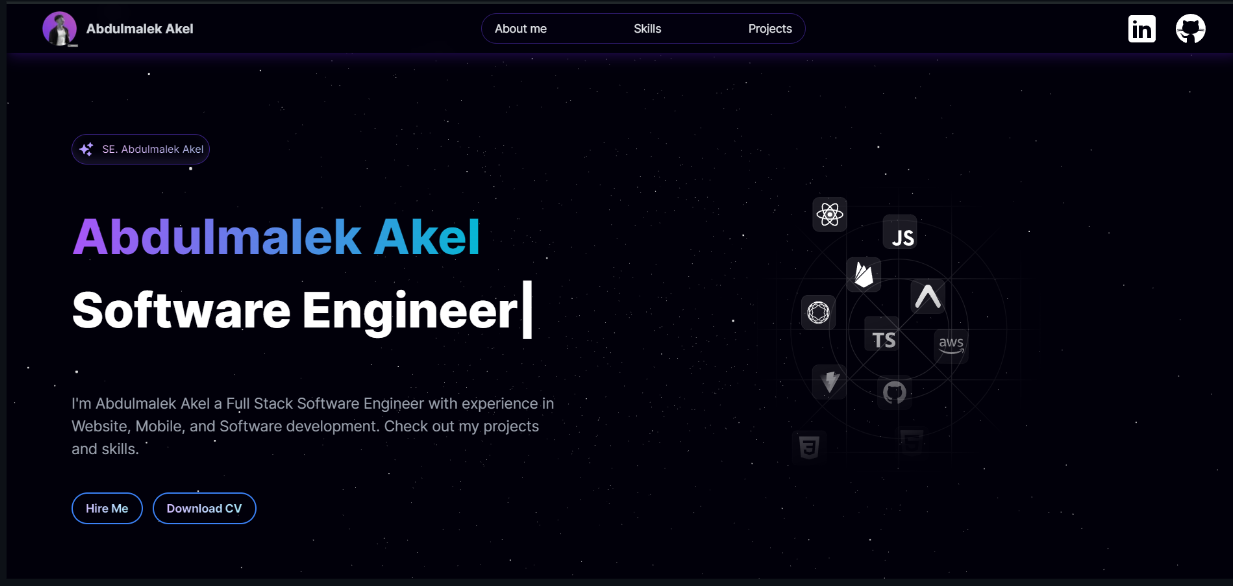 Abdulmalek Akel
About me
Skills
Projects
in
SE. Abdulmalek Akel
Abdulmalek Akel
Software Engineer|
JS
TS
aws
I'm Abdulmalek Akel a Full Stack Software Engineer with experience in
Website, Mobile, and Software development. Check out my projects
and skills.
3
Hire Me
Download CV